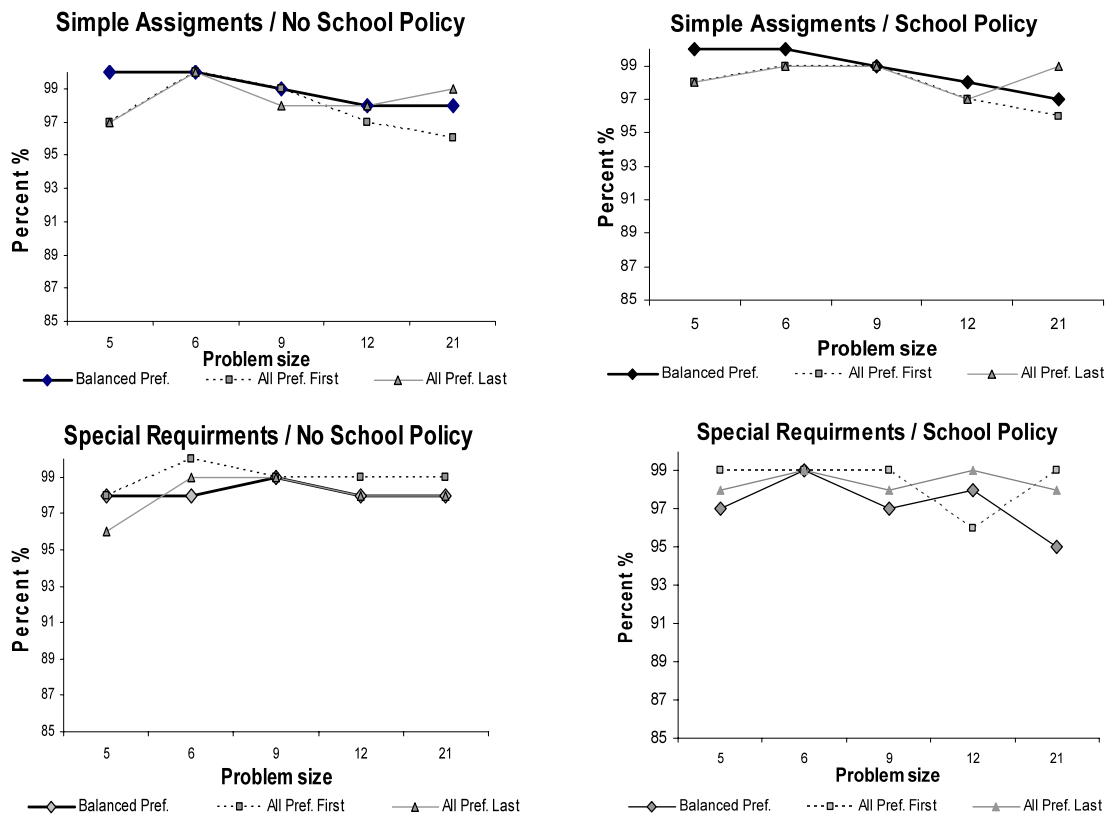 Simple Assigments / No School Policy
Percent %
99
97
95
93
91
89
87
85
5 6 9 12 21
Problem size
Balanced Pref. All Pref. First All Pref. Last
Simple Assigments / School Policy
Percent %
99
97
95
93
91
89
87
85
5 6 9 12 21
Problem size
Balanced Pref. All Pref. First All Pref. Last
Special Requirments / No School Policy
Percent %
99
97
95
93
91
89
87
85
5 6 9 12 21
Problem size
Balanced Pref. All Pref. First All Pref. Last
Special Requirments / School Policy
Percent %
99
97
95
93
91
89
87
85
5 6 9 12 21
Problem size
Balanced Pref. All Pref. First All Pref. Last